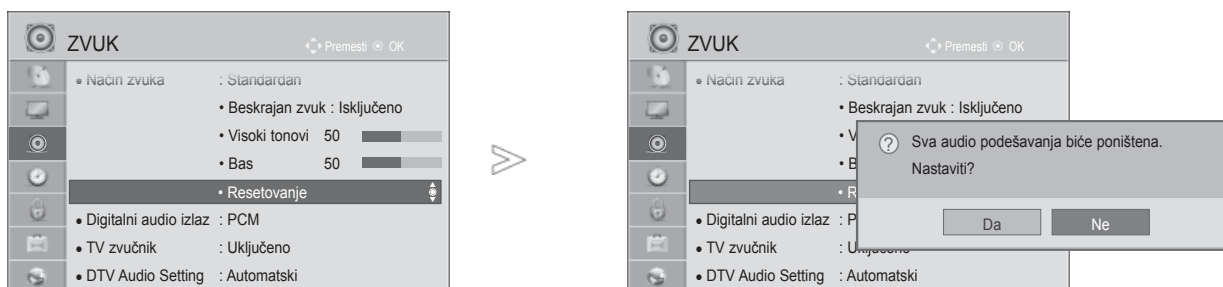 ZVUK
Premesti OK
• Način zvuka : Standardan
• Beskrajan zvuk : Isključeno
• Visoki tonovi 50
• Bas 50
• Resetovanje
• Digitalni audio izlaz : PCM
• TV zvučnik : Uključeno
• DTV Audio Setting : Automatski
ZVUK
Premesti OK
• Način zvuka : Standardan
• Beskrajan zvuk : Isključeno
• V
• B
• R
• Digitalni audio izlaz : P
• TV zvučnik : Uključeno
• DTV Audio Setting : Automatski
? Sva audio podešavanja biće poništena.
Nastaviti?
Da Ne